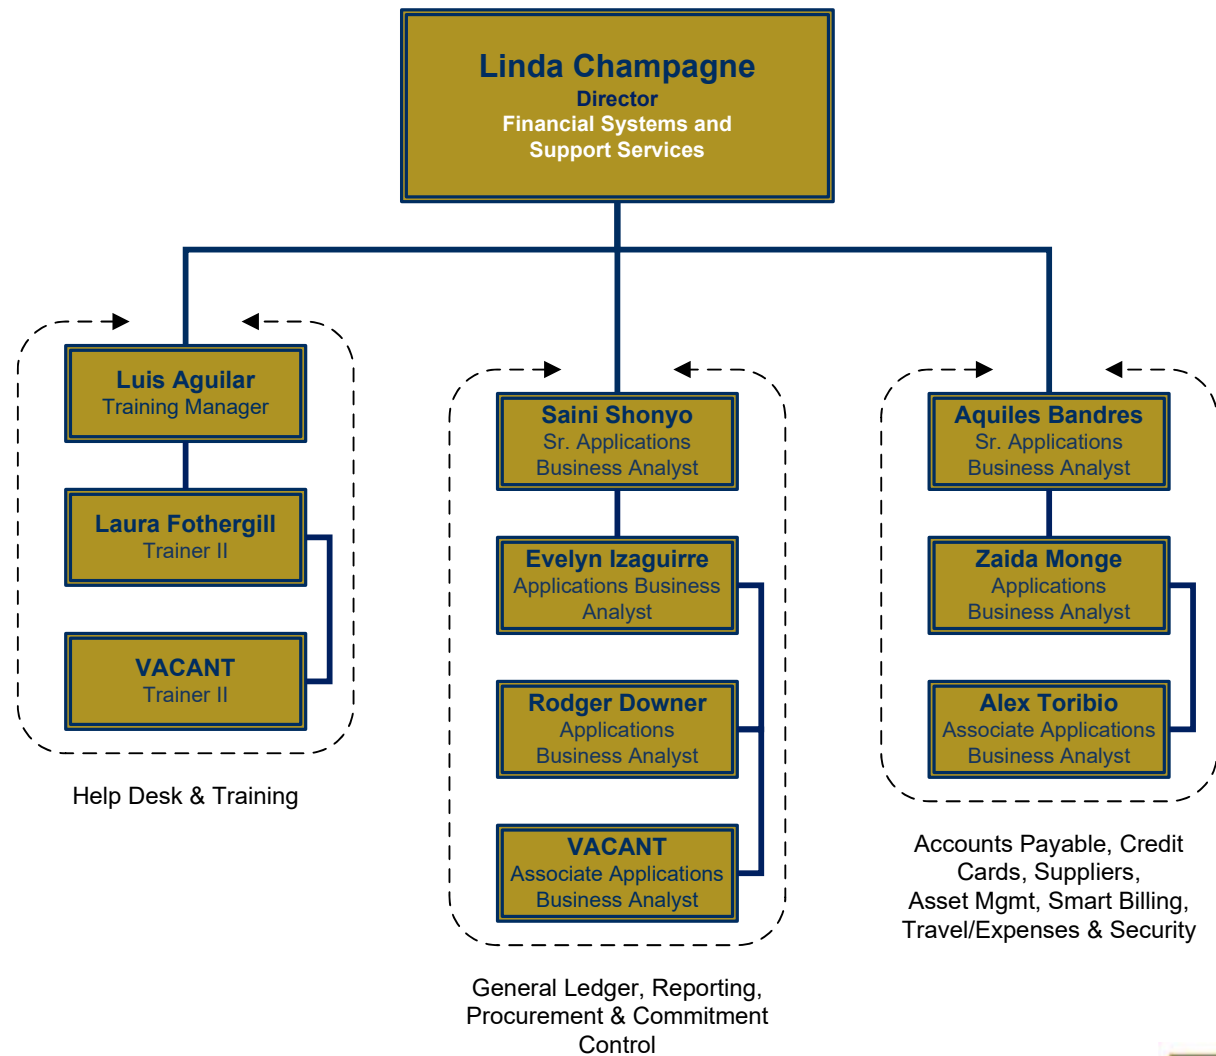 Linda Champagne
Director
Financial Systems and
Support Services
Luis Aguilar
Training Manager
Laura Fothergill
Trainer II
VACANT
Trainer II
Help Desk & Training
Saini Shonyo
Sr. Applications
Business Analyst
Evelyn Izaguirre
Applications Business
Analyst
Rodger Downer
Applications
Business Analyst
VACANT
Associate Applications
Business Analyst
General Ledger, Reporting,
Procurement & Commitment
Control
Aquiles Bandres
Sr. Applications
Business Analyst
Zaida Monge
Applications
Business Analyst
Alex Toribio
Associate Applications
Business Analyst
Accounts Payable, Credit
Cards, Suppliers,
Asset Mgmt, Smart Billing,
Travel/Expenses & Security